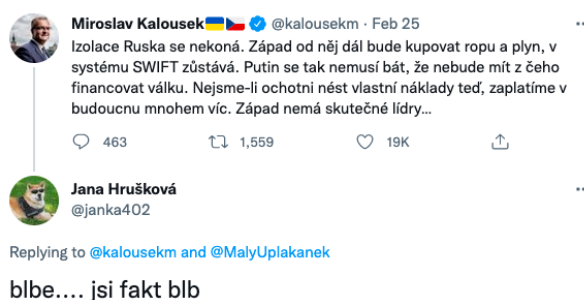 Miroslav Kalousek🇺🇦🇨🇿 @kalousekm · Feb 25
Izolace Ruska se nekoná. Západ od něj dál bude kupovat ropu a plyn, v
systému SWIFT zůstává. Putin se tak nemusí bát, že nebude mít z čeho
financovat válku. Nejsme-li ochotni nést vlastní náklady teď, zaplatíme v
budoucnu mnohem víc. Západ nemá skutečné lídry...
463 1,559 19K
Jana Hrušková
@janka402
Replying to @kalousekm and @MalyUplakanek
blbe.... jsi fakt blb